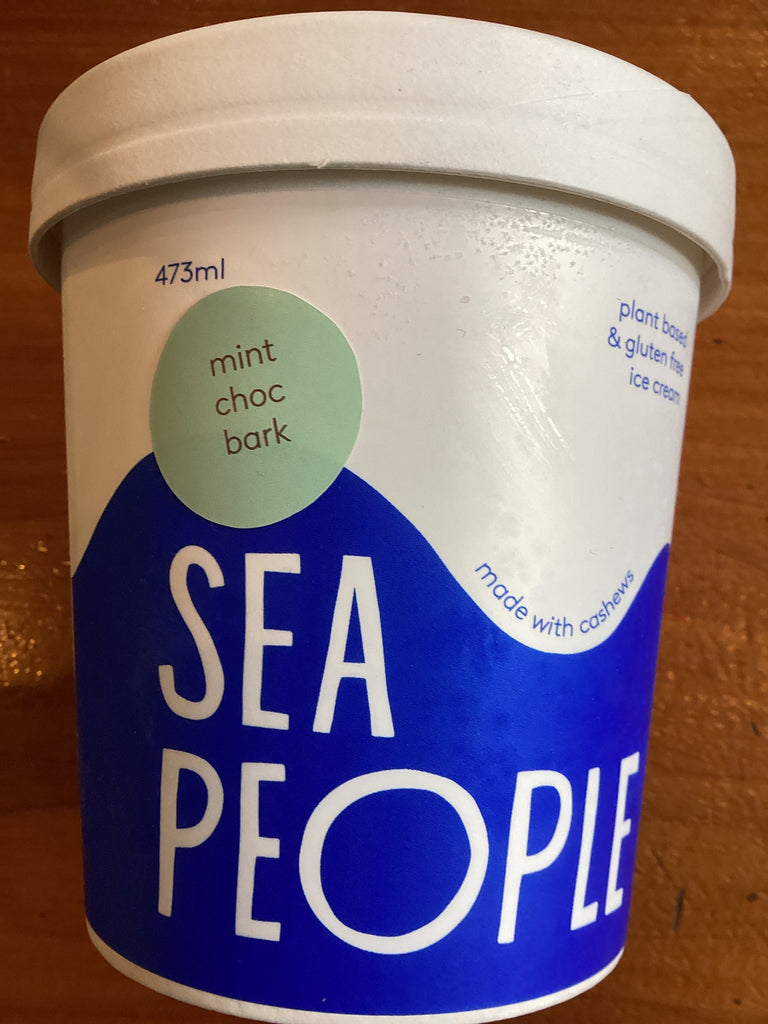 473ml
mint
choc
bark
plant based
& gluten free
ice cream
made with cashews
SEA
PEOPLE